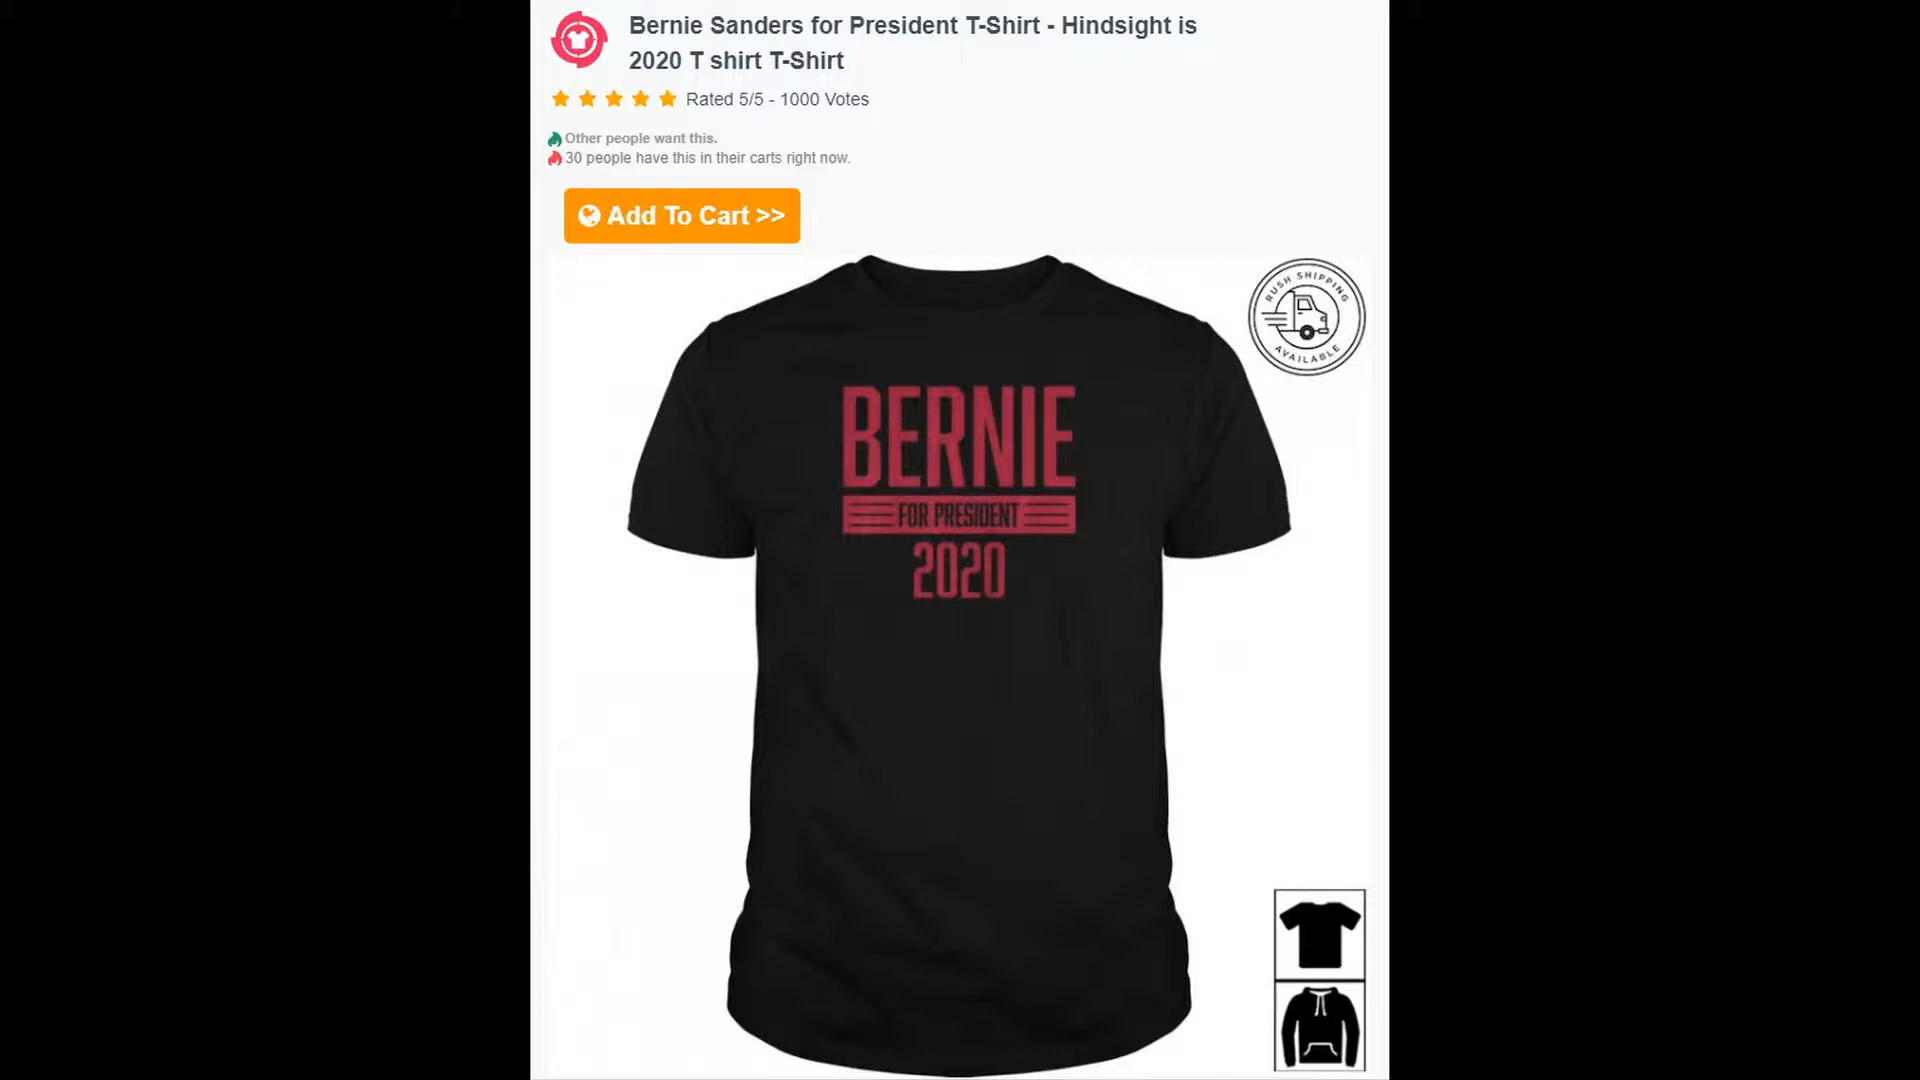 Bernie Sanders for President T-Shirt - Hindsight is
2020 T shirt T-Shirt
Rated 5/5 - 1000 Votes
Other people want this.
30 people have this in their carts right now.
Add To Cart >>
RUSH SHIPPING
AVAILABLE
BERNIE
FOR PRESIDENT
2020